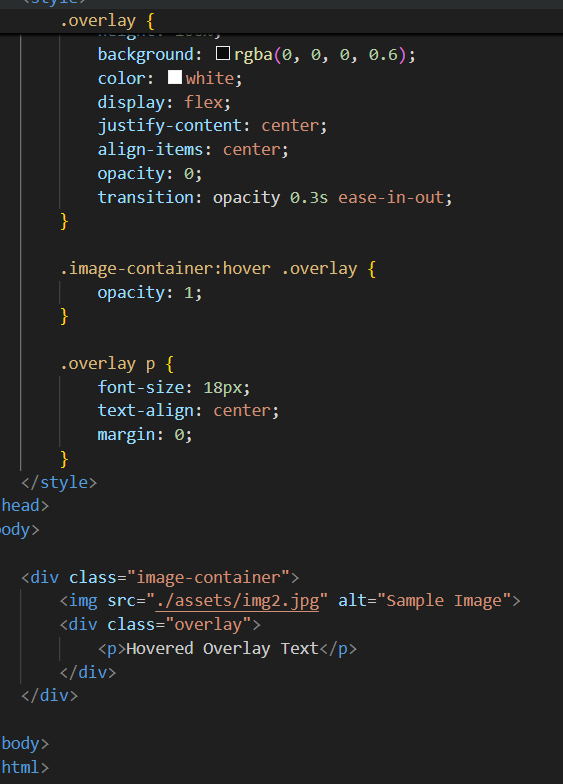 <style>
.overlay {
background: rgba(0, 0, 0, 0.6);
color: white;
display: flex;
justify-content: center;
align-items: center;
opacity: 0;
transition: opacity 0.3s ease-in-out;
}
.image-container:hover .overlay {
opacity: 1;
}
.overlay p {
font-size: 18px;
text-align: center;
margin: 0;
}
</style>
head>
ody>
<div class="image-container">
<img src="./assets/img2.jpg" alt="Sample Image">
<div class="overlay">
<p>Hovered Overlay Text</p>
</div>
</div>
body>
html>